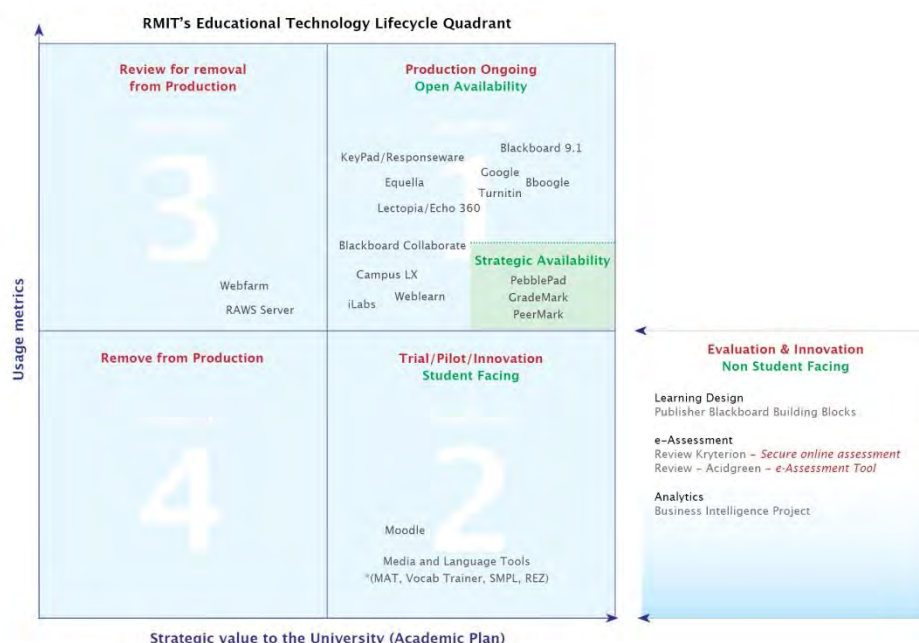 RMIT's Educational Technology Lifecycle Quadrant
Review for removal
from Production
3
Webfarm
RAWS Server
Production Ongoing
Open Availability
1
Blackboard 9.1
KeyPad/Responseware
Google
Equella
Bboogle
Turnitin
Lectopia/Echo 360
Blackboard Collaborate
Campus LX
Weblearn
iLabs
Strategic Availability
PebblePad
GradeMark
PeerMark
Usage metrics
Remove from Production
4
Trial/Pilot/Innovation
Student Facing
2
Moodle
Media and Language Tools
*(MAT, Vocab Trainer, SMPL, REZ)
Evaluation & Innovation
Non Student Facing
Learning Design
Publisher Blackboard Building Blocks
e-Assessment
Review Kryterion – Secure online assessment
Review – Acidgreen – e-Assessment Tool
Analytics
Business Intelligence Project
Strategic value to the University (Academic Plan)